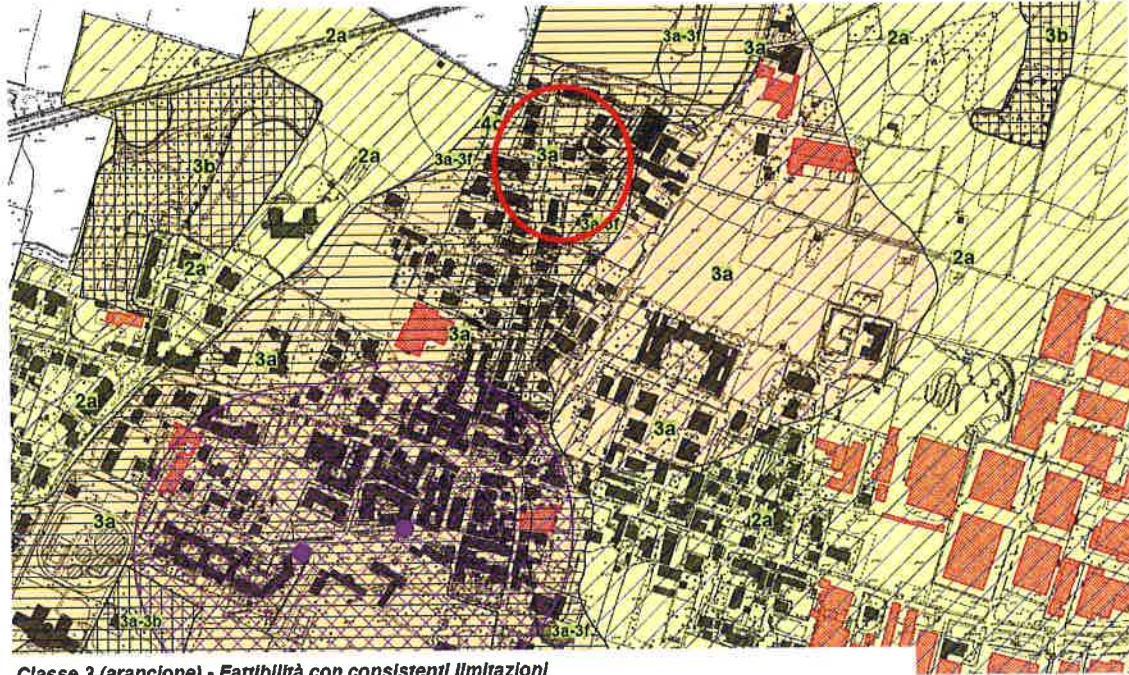 2a
3a-3f
3a
2a
3b
4c
3b
2a
3a-3f
3a
3a-3f
2a
3a
2a
3a
3a
2a
3a
2a
3a
3a-3b
3a-3f
Classe 3 (arancione) - Fattibilità con consistenti limitazioni